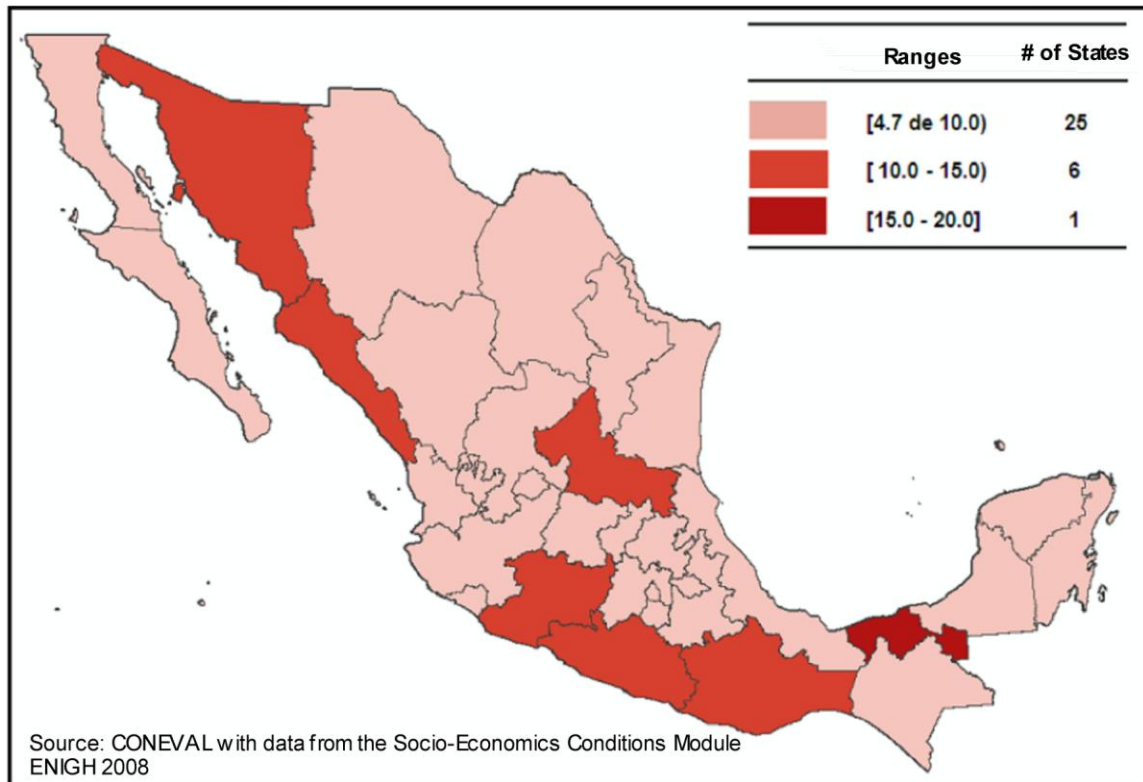 Ranges # of States
[4.7 de 10.0) 25
[ 10.0 - 15.0) 6
[15.0 - 20.0] 1
Source: CONEVAL with data from the Socio-Economics Conditions Module
ENIGH 2008